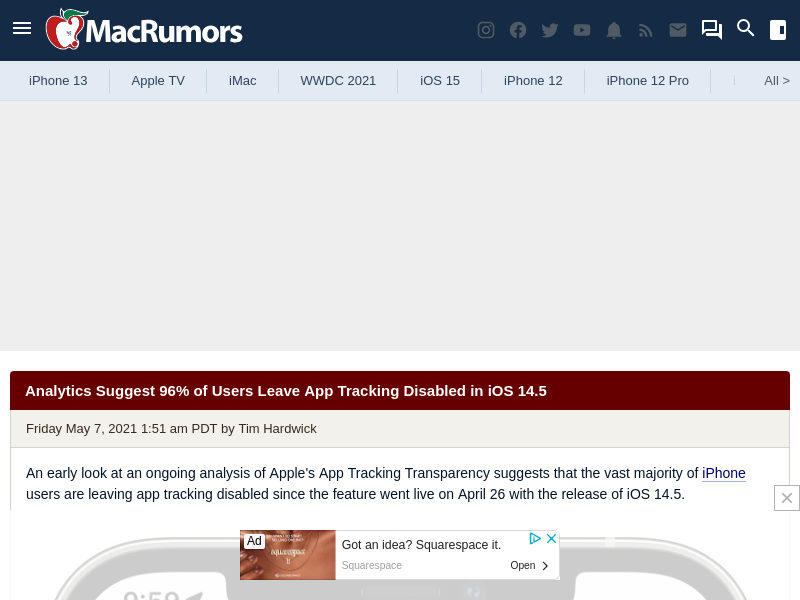 MacRumors
iPhone 13
Apple TV
iMac
WWDC 2021
iOS 15
iPhone 12
iPhone 12 Pro
All >
Analytics Suggest 96% of Users Leave App Tracking Disabled in iOS 14.5
Friday May 7, 2021 1:51 am PDT by Tim Hardwick
An early look at an ongoing analysis of Apple's App Tracking Transparency suggests that the vast majority of iPhone
users are leaving app tracking disabled since the feature went live on April 26 with the release of iOS 14.5.
Ad
Got an idea? Squarespace it.
Squarespace
Open
9:59